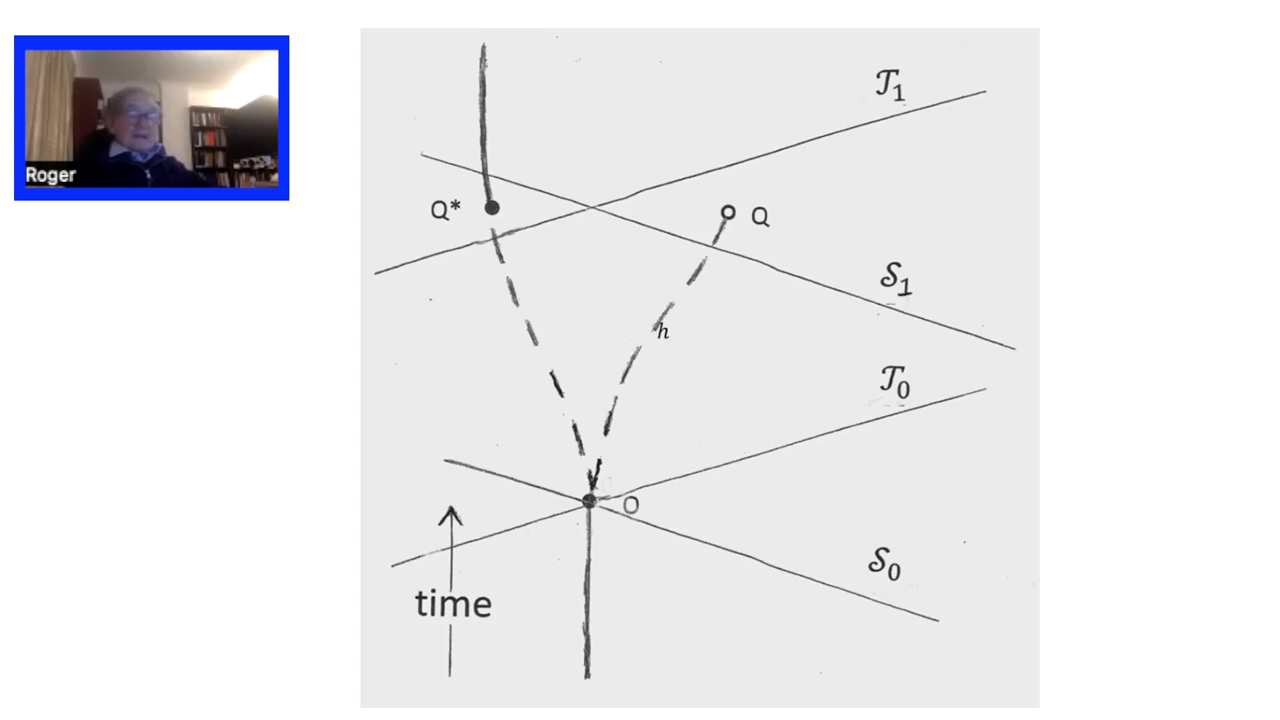 Roger
𝒯₁
Q*
Q
𝒮₁
h
𝒯₀
O
𝒮₀
time